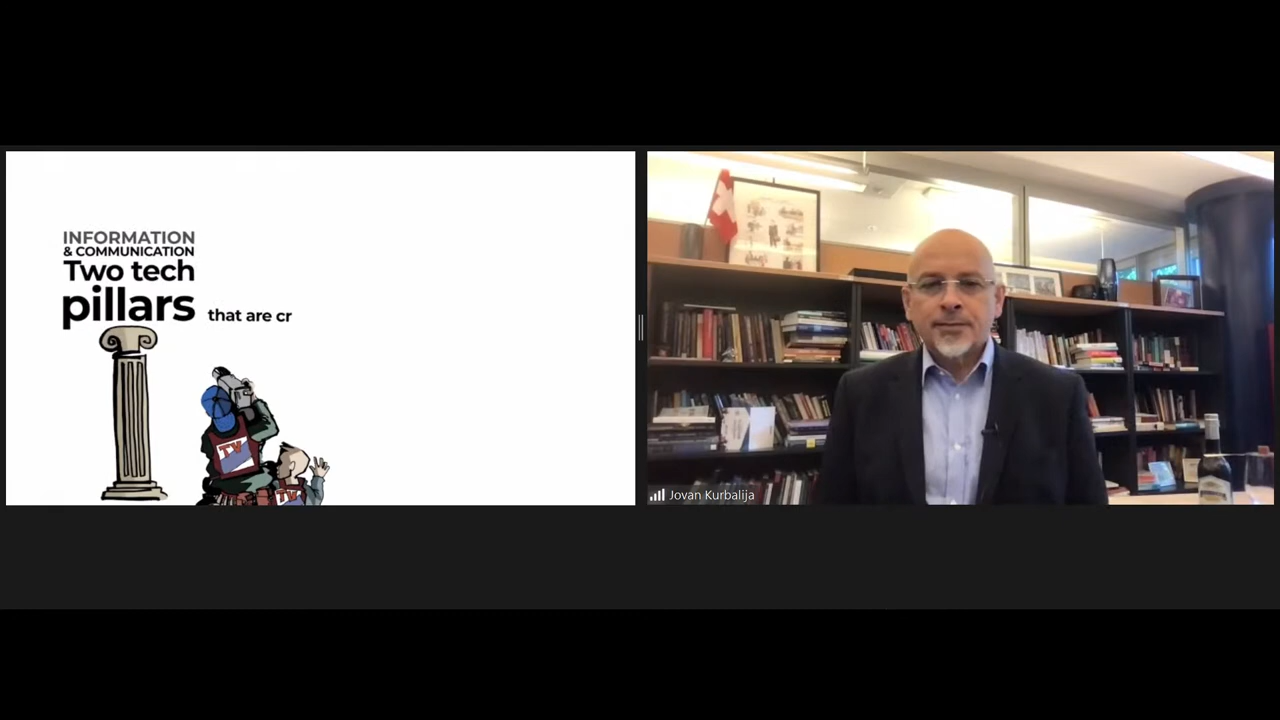 INFORMATION
& COMMUNICATION
Two tech
pillars that are cr
TV
TV
Jovan Kurbalija